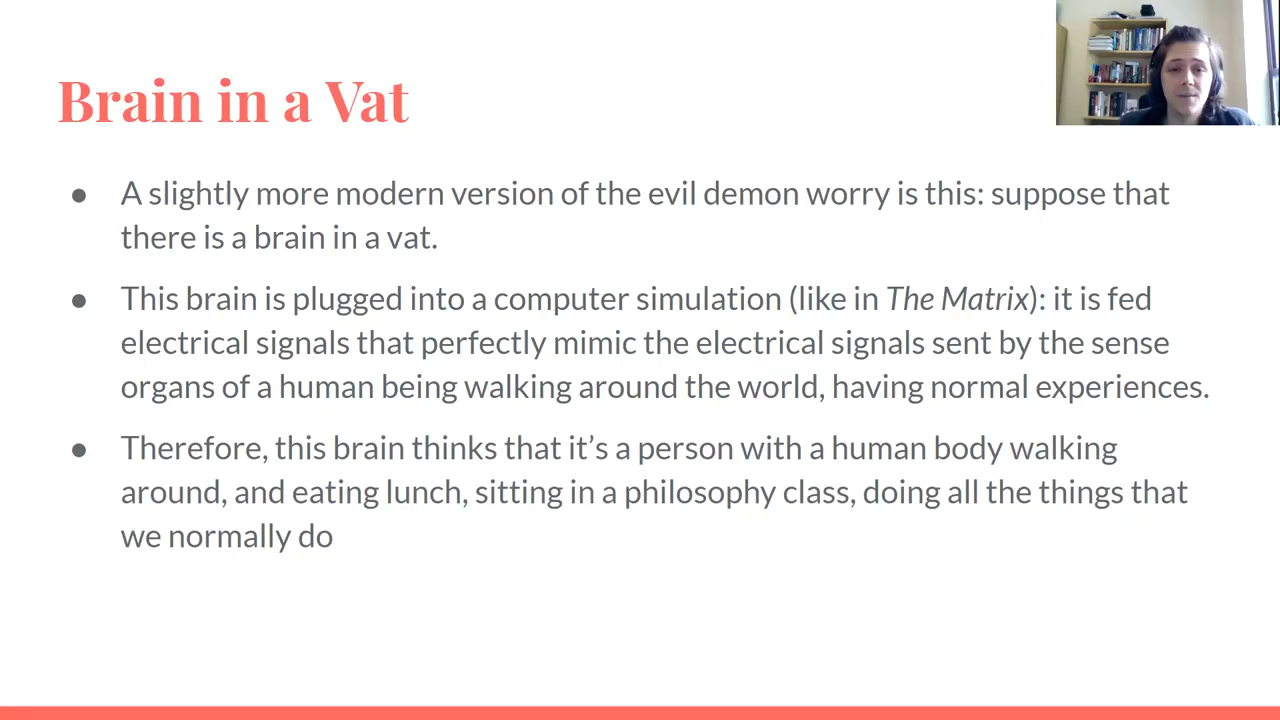 Brain in a Vat
● A slightly more modern version of the evil demon worry is this: suppose that
there is a brain in a vat.
● This brain is plugged into a computer simulation (like in The Matrix): it is fed
electrical signals that perfectly mimic the electrical signals sent by the sense
organs of a human being walking around the world, having normal experiences.
● Therefore, this brain thinks that it’s a person with a human body walking
around, and eating lunch, sitting in a philosophy class, doing all the things that
we normally do